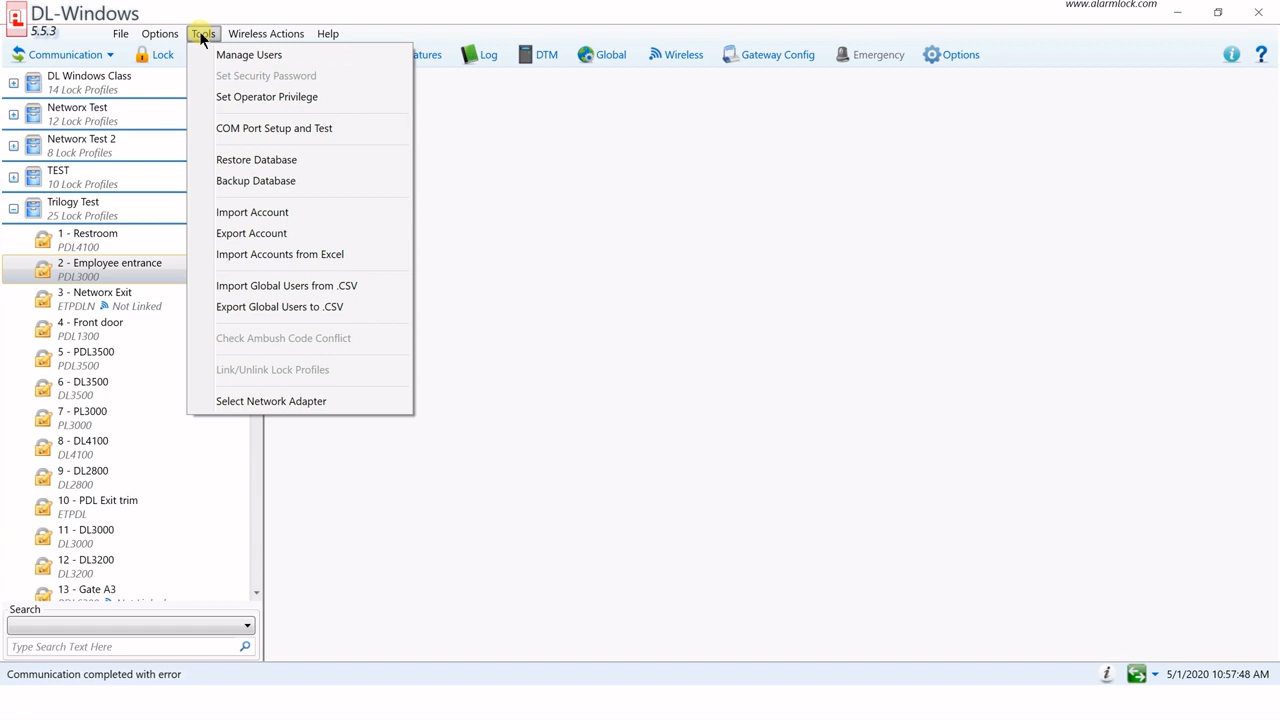 DL-Windows
5.5.3
www.alarmlock.com
File Options Tools Wireless Actions Help
Communication Lock atures Log DTM Global Wireless Gateway Config Emergency Options
DL Windows Class
14 Lock Profiles
Networx Test
12 Lock Profiles
Networx Test 2
8 Lock Profiles
TEST
10 Lock Profiles
Trilogy Test
25 Lock Profiles
1 - Restroom
PDL4100
2 - Employee entrance
PDL3000
3 - Networx Exit
ETPDLN Not Linked
4 - Front door
PDL1300
5 - PDL3500
PDL3500
6 - DL3500
DL3500
7 - PL3000
PL3000
8 - DL4100
DL4100
9 - DL2800
DL2800
10 - PDL Exit trim
ETPDL
11 - DL3000
DL3000
12 - DL3200
DL3200
13 - Gate A3
Manage Users
Set Security Password
Set Operator Privilege
COM Port Setup and Test
Restore Database
Backup Database
Import Account
Export Account
Import Accounts from Excel
Import Global Users from .CSV
Export Global Users to .CSV
Check Ambush Code Conflict
Link/Unlink Lock Profiles
Select Network Adapter
Search
Type Search Text Here
Communication completed with error
5/1/2020 10:57:48 AM